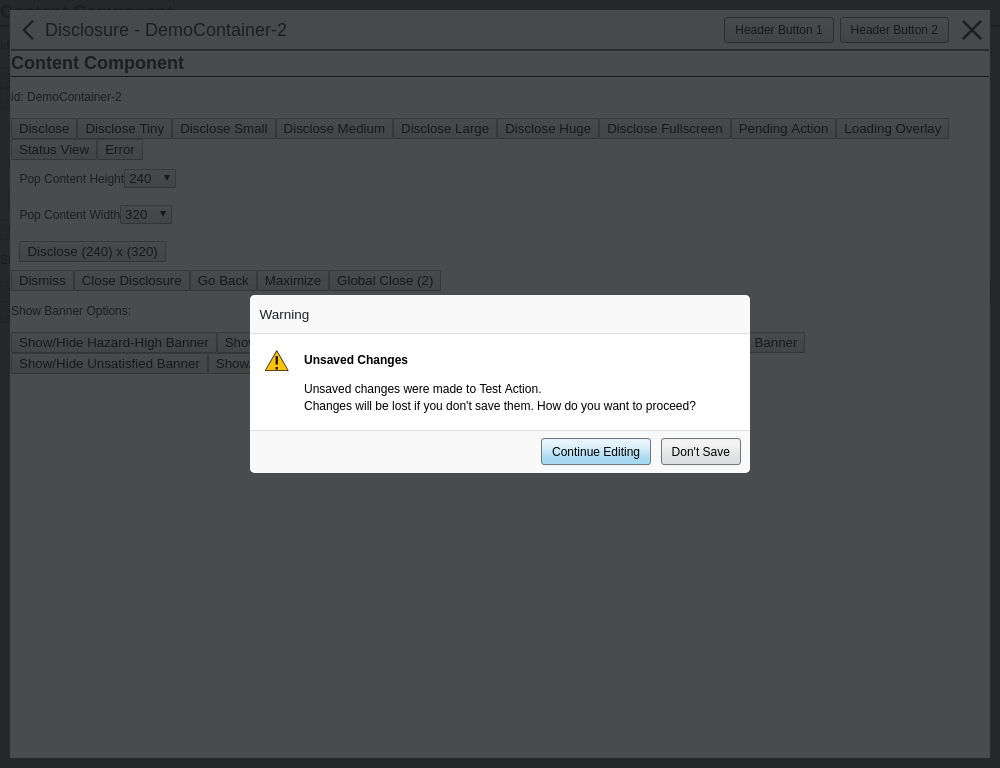 Disclosure - DemoContainer-2 Header Button 1 Header Button 2
Content Component
id: DemoContainer-2
Disclose Disclose Tiny Disclose Small Disclose Medium Disclose Large Disclose Huge Disclose Fullscreen Pending Action Loading Overlay
Status View Error
Pop Content Height 240
Pop Content Width 320
Disclose (240) x (320)
Dismiss Close Disclosure Go Back Maximize Global Close (2)
Show Banner Options:
Show/Hide Hazard-High Banner Banner
Show/Hide Unsatisfied Banner
Warning
Unsaved Changes
Unsaved changes were made to Test Action.
Changes will be lost if you don't save them. How do you want to proceed?
Continue Editing Don't Save